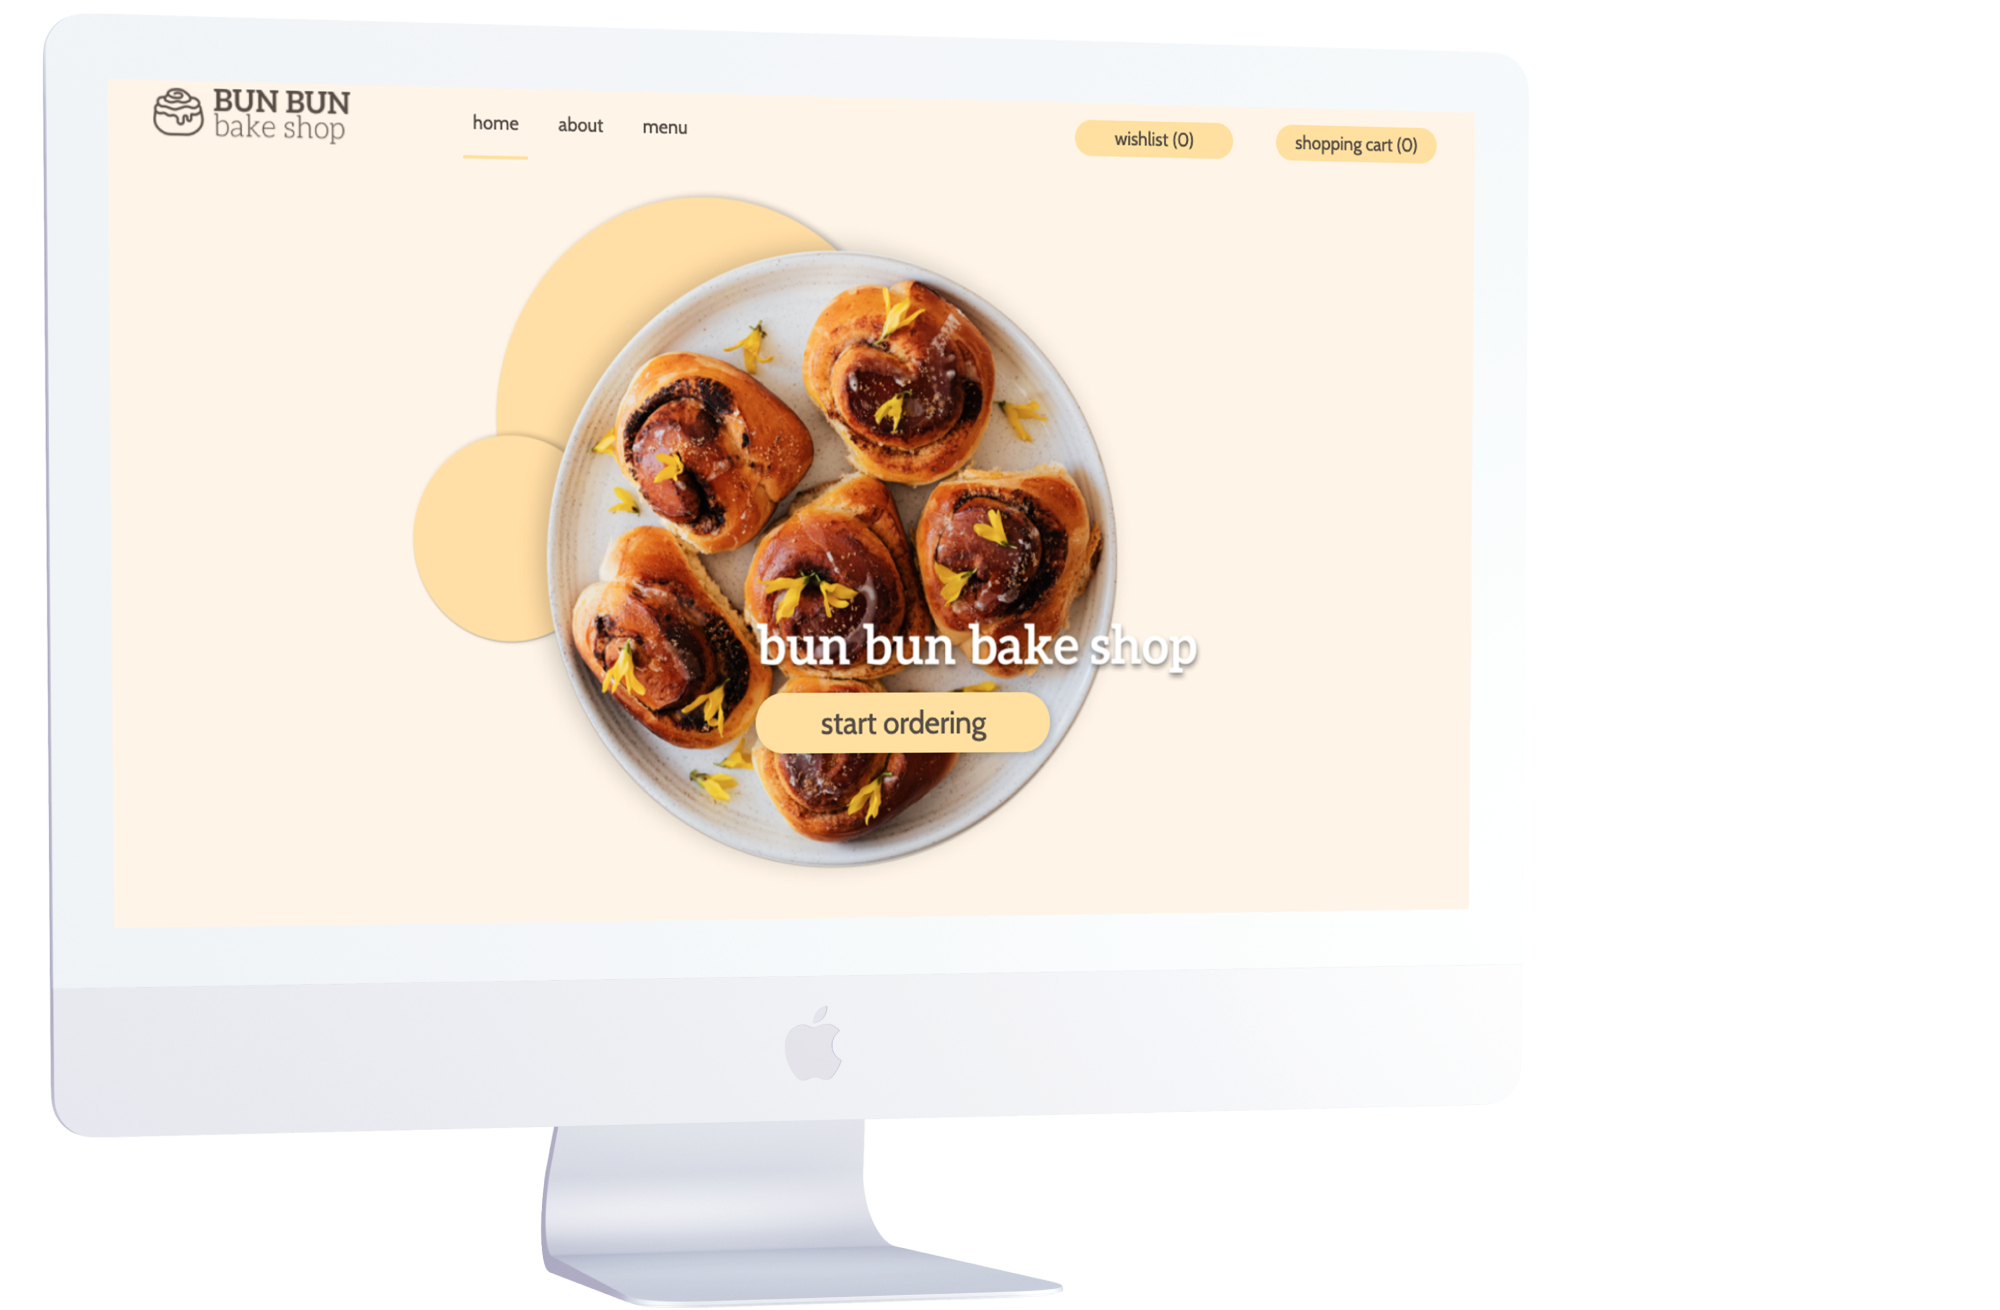 BUN BUN
bake shop
home about menu wishlist (0) shopping cart (0)
bun bun bake shop
start ordering